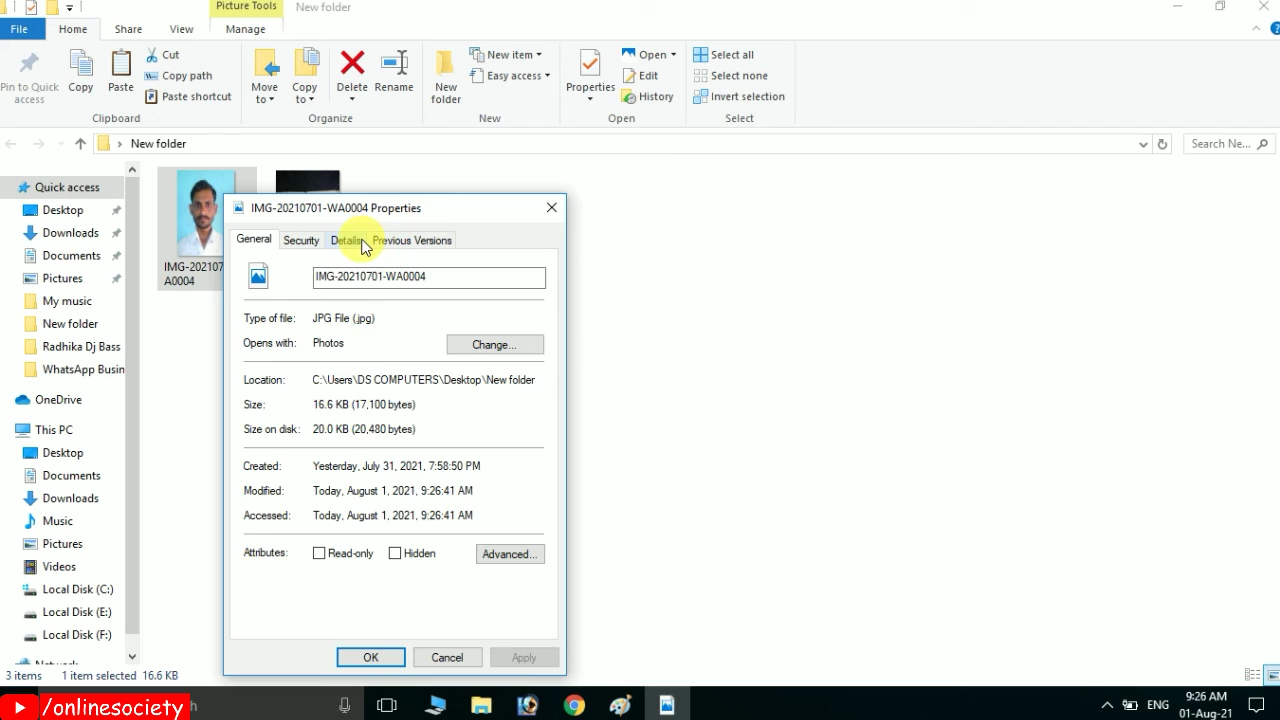 Picture Tools
New folder
File
Home
Share
View
Manage
Pin to Quick access
Copy
Paste
Cut
Copy path
Paste shortcut
Clipboard
Move to
Copy to
Delete
Rename
Organize
New folder
New item
Easy access
New
Properties
Open
Edit
History
Open
Select all
Select none
Invert selection
Select
New folder
Search Ne...
Quick access
Desktop
Downloads
Documents
Pictures
My music
New folder
Radhika Dj Bass
WhatsApp Busin
OneDrive
This PC
Desktop
Documents
Downloads
Music
Pictures
Videos
Local Disk (C:)
Local Disk (E:)
Local Disk (F:)
IMG-20210701
A0004
IMG-20210701-WA0004 Properties
General
Security
Details
Previous Versions
IMG-20210701-WA0004
Type of file: JPG File (.jpg)
Opens with: Photos
Change...
Location: C:\Users\DS COMPUTERS\Desktop\New folder
Size: 16.6 KB (17,100 bytes)
Size on disk: 20.0 KB (20,480 bytes)
Created: Yesterday, July 31, 2021, 7:58:50 PM
Modified: Today, August 1, 2021, 9:26:41 AM
Accessed: Today, August 1, 2021, 9:26:41 AM
Attributes: Read-only Hidden
Advanced...
OK
Cancel
Apply
3 items 1 item selected 16.6 KB
/onlinesociety
ENG
9:26 AM
01-Aug-21